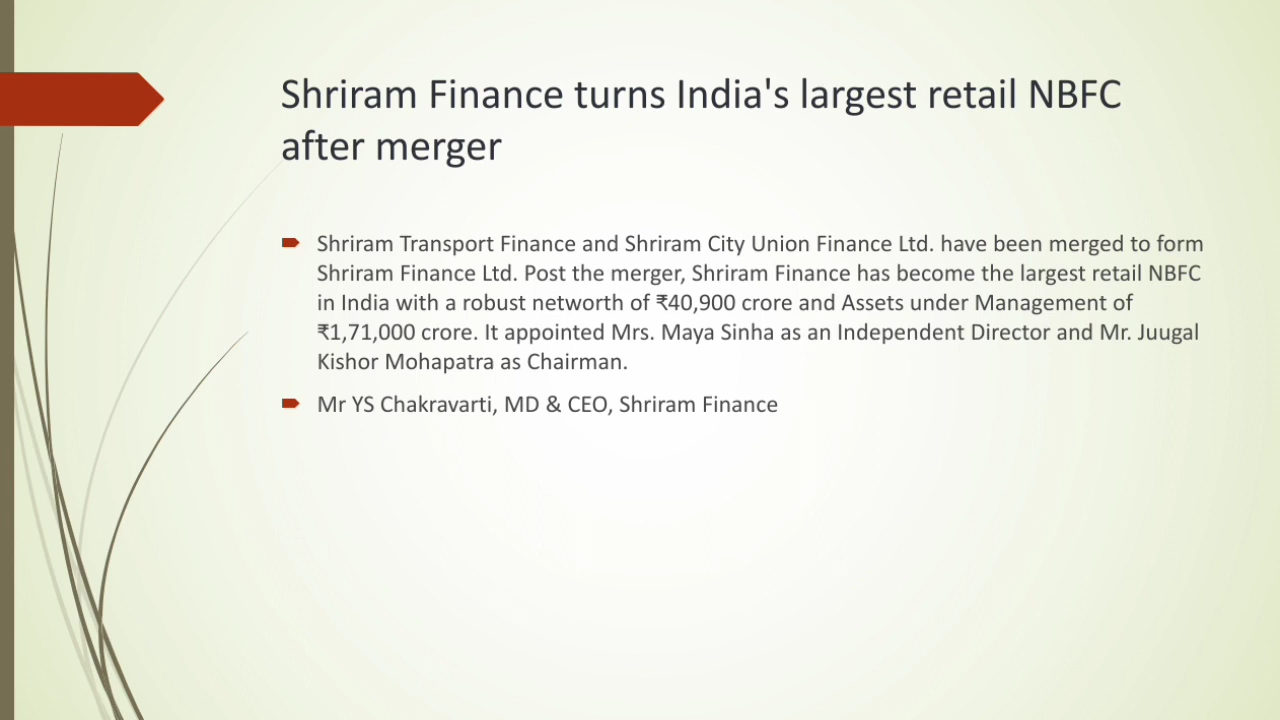 Shriram Finance turns India's largest retail NBFC
after merger
Shriram Transport Finance and Shriram City Union Finance Ltd. have been merged to form
Shriram Finance Ltd. Post the merger, Shriram Finance has become the largest retail NBFC
in India with a robust networth of ₹40,900 crore and Assets under Management of
₹1,71,000 crore. It appointed Mrs. Maya Sinha as an Independent Director and Mr. Juugal
Kishor Mohapatra as Chairman.
Mr YS Chakravarti, MD & CEO, Shriram Finance